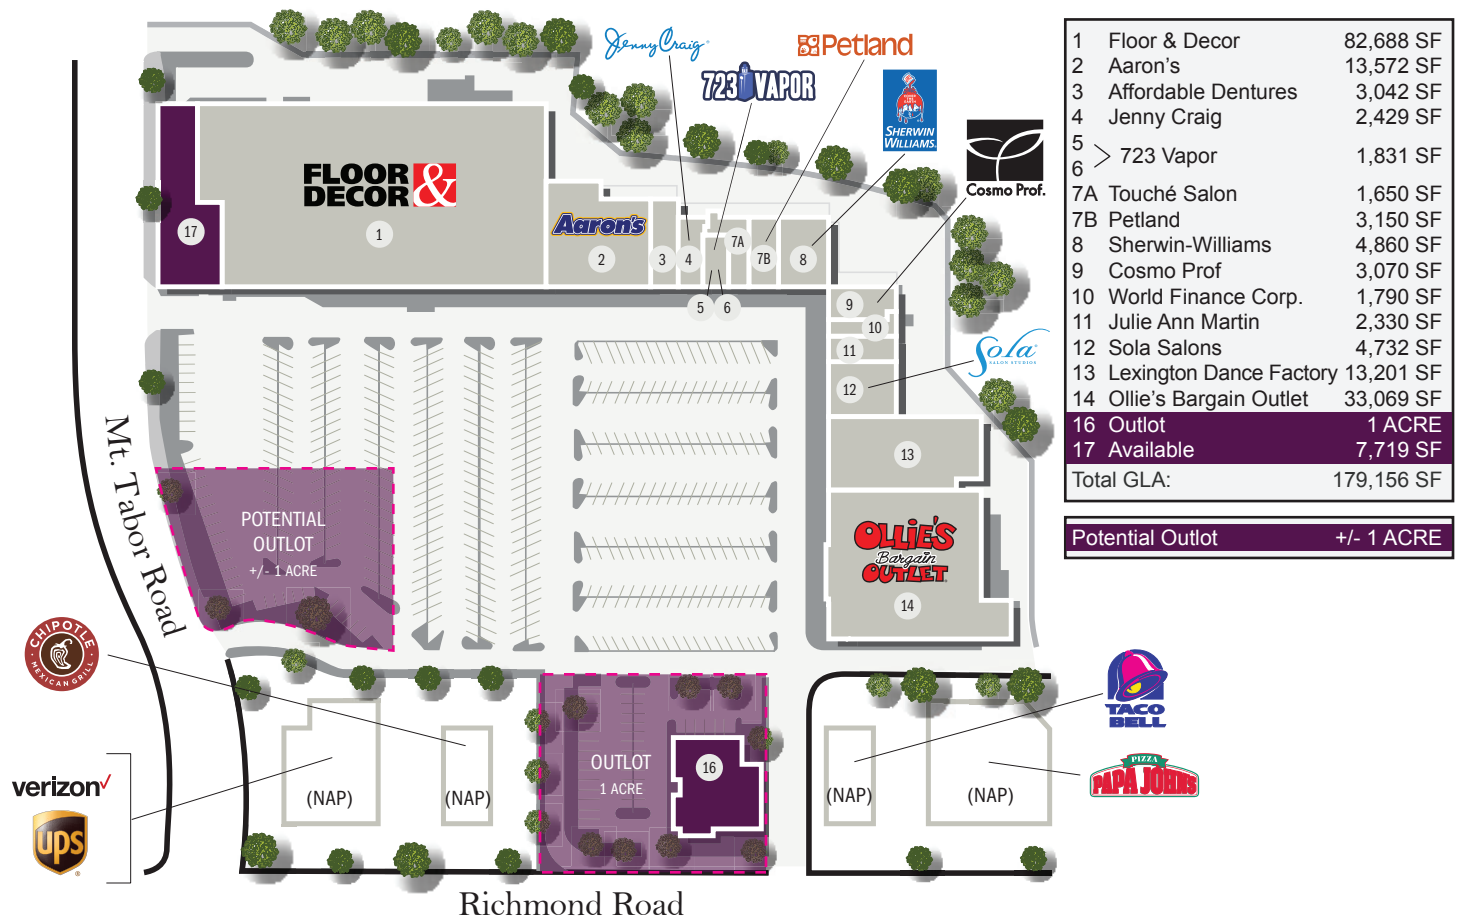 Jenny Craig
Petland
723 VAPOR
SHERWIN
WILLIAMS.
Cosmo Prof.
FLOOR &
DECOR
Aaron's
17
1
2
3
4
7A
7B
8
5
6
9
10
11
12
Sola
SALON STUDIOS
13
OLLIE'S
Bargain
OUTLET
14
Mt. Tabor Road
POTENTIAL
OUTLOT
+/- 1 ACRE
CHIPOTLE
MEXICAN GRILL
verizon
ups
(NAP)
(NAP)
OUTLOT
1 ACRE
16
(NAP)
(NAP)
TACO
BELL
PIZZA
PAPA JOHNS
Richmond Road
1 Floor & Decor 82,688 SF
2 Aaron's 13,572 SF
3 Affordable Dentures 3,042 SF
4 Jenny Craig 2,429 SF
5
6 > 723 Vapor 1,831 SF
7A Touché Salon 1,650 SF
7B Petland 3,150 SF
8 Sherwin-Williams 4,860 SF
9 Cosmo Prof 3,070 SF
10 World Finance Corp. 1,790 SF
11 Julie Ann Martin 2,330 SF
12 Sola Salons 4,732 SF
13 Lexington Dance Factory 13,201 SF
14 Ollie's Bargain Outlet 33,069 SF
16 Outlot 1 ACRE
17 Available 7,719 SF
Total GLA: 179,156 SF
Potential Outlot +/- 1 ACRE